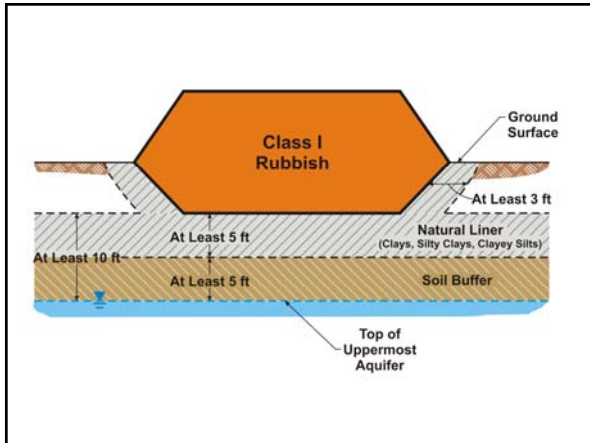 Class I
Rubbish
Ground
Surface
At Least 3 ft
At Least 5 ft
Natural Liner
(Clays, Silty Clays, Clayey Silts)
At Least 10 ft
At Least 5 ft
Soil Buffer
Top of
Uppermost
Aquifer